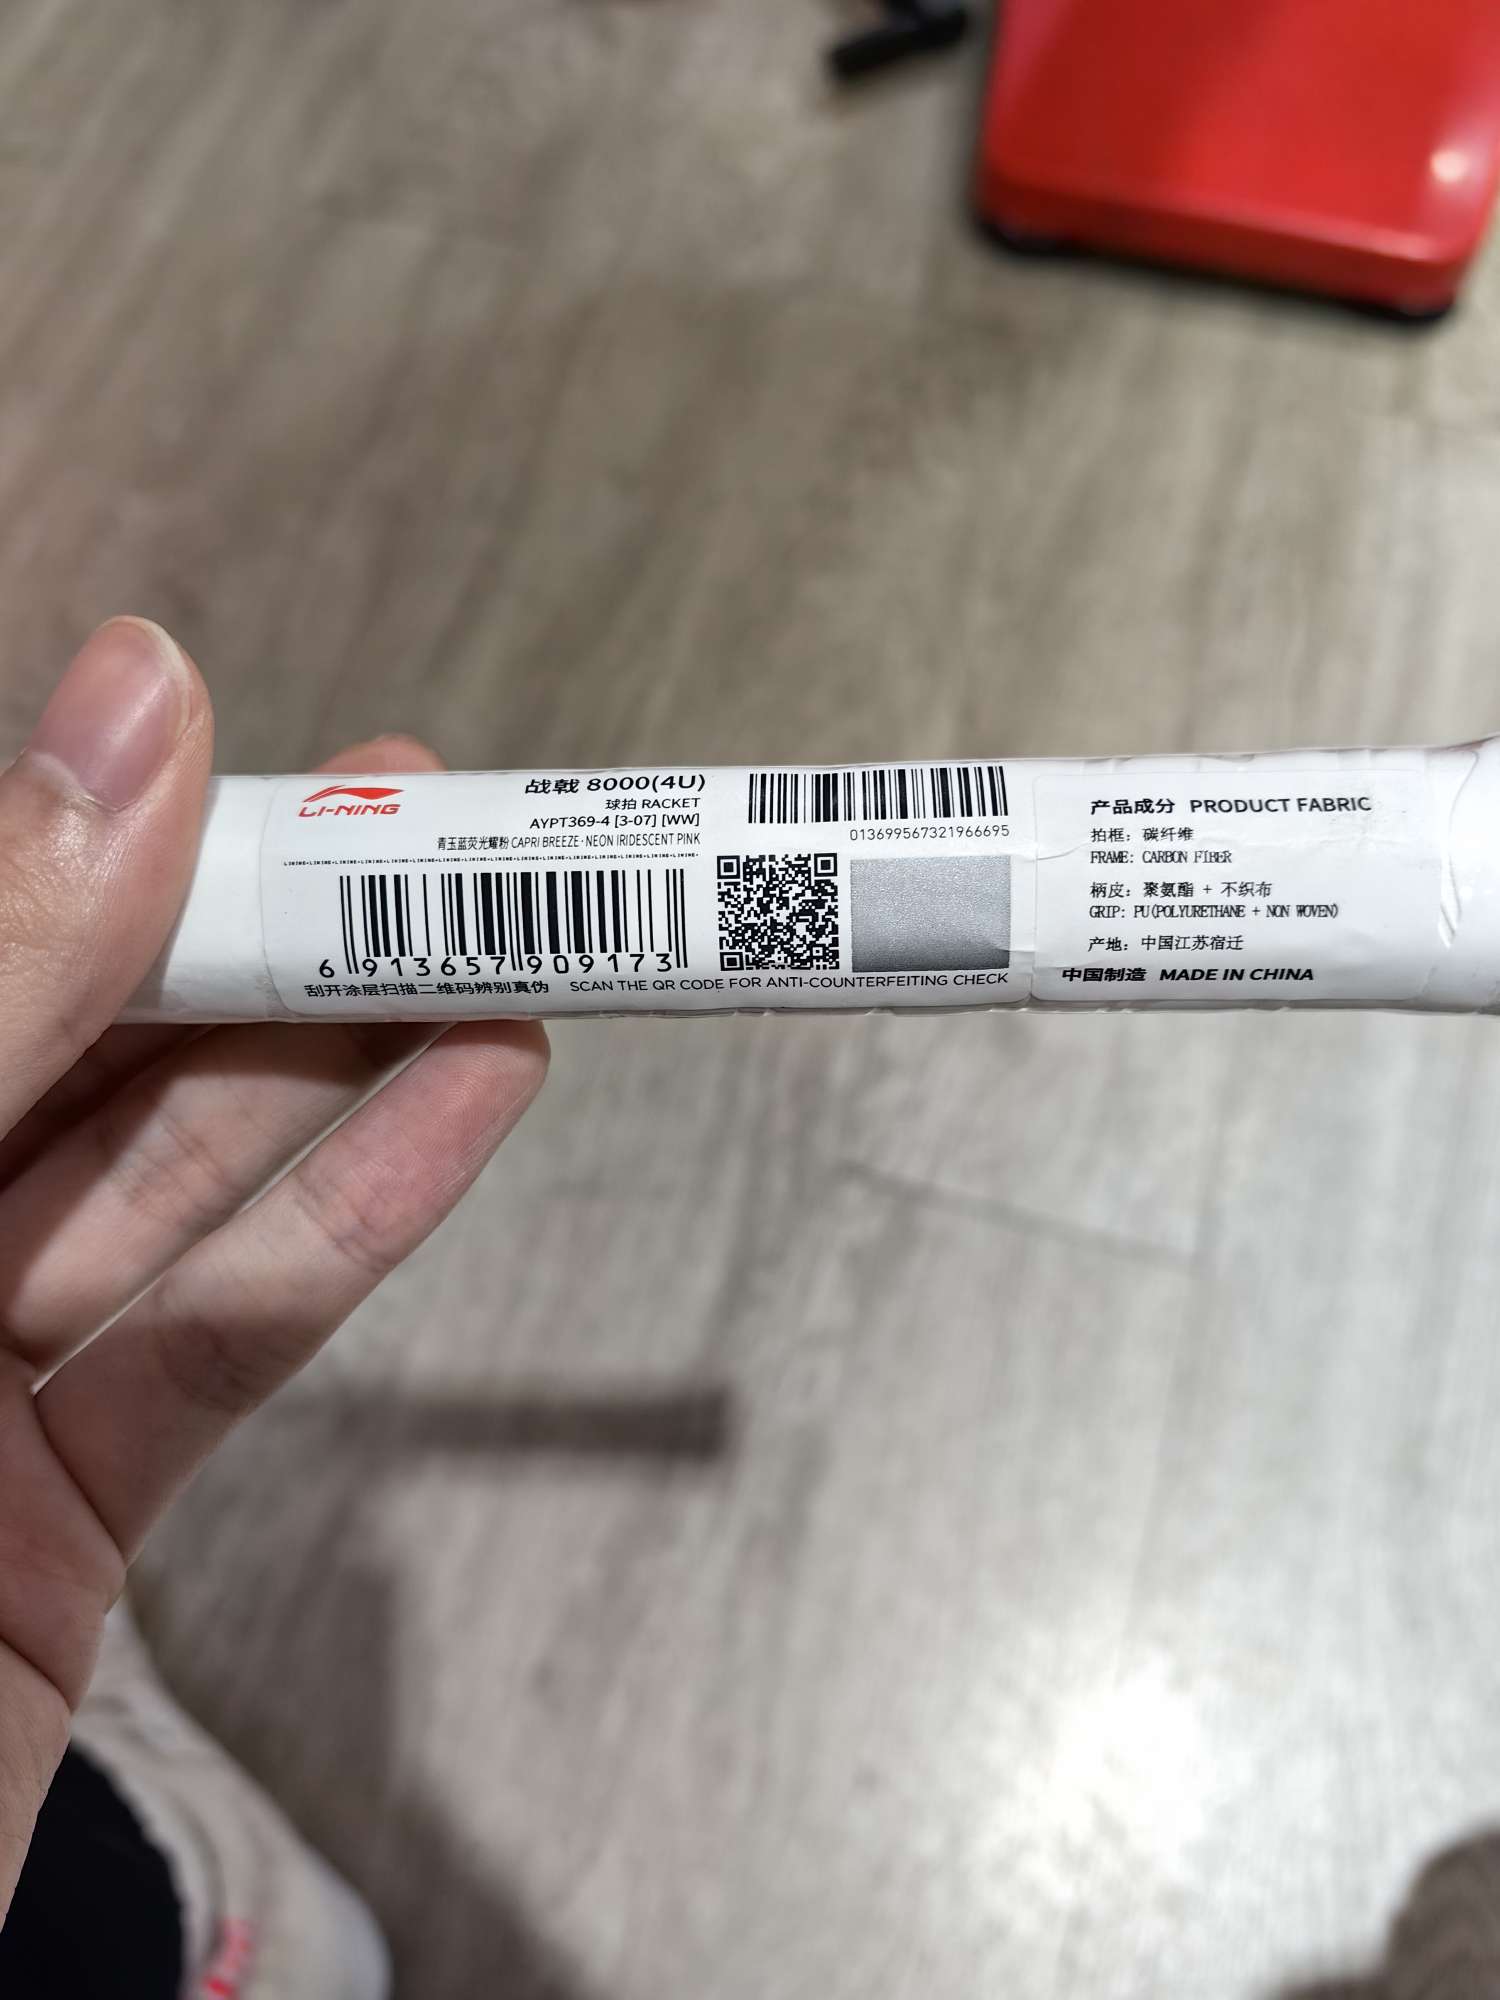 LI-NING
战戟 8000(4U)
球拍 RACKET
AYPT369-4 [3-07] [WW]
青玉蓝荧光耀粉 CAPRI BREEZE·NEON IRIDESCENT PINK
6 913657 909173
013699567321966695
刮开涂层扫描二维码辨别真伪 SCAN THE QR CODE FOR ANTI-COUNTERFEITING CHECK
产品成分 PRODUCT FABRIC
拍框：碳纤维
FRAME: CARBON FIBER
柄皮：聚氨酯 + 不织布
GRIP: PU(POLYURETHANE + NON WOVEN)
产地：中国江苏宿迁
中国制造 MADE IN CHINA